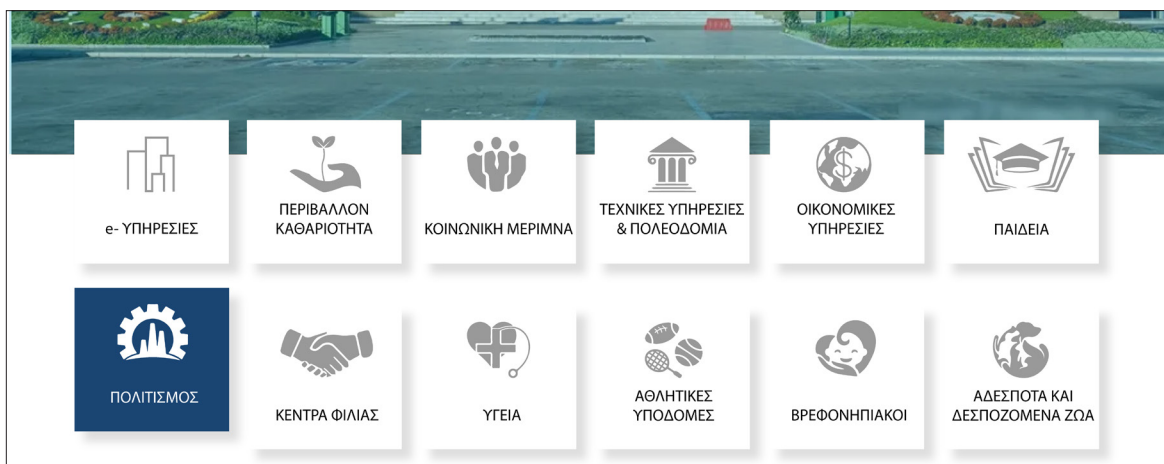 e- ΥΠΗΡΕΣΙΕΣ
ΠΕΡΙΒΑΛΛΟΝ
ΚΑΘΑΡΙΟΤΗΤΑ
ΚΟΙΝΩΝΙΚΗ ΜΕΡΙΜΝΑ
ΤΕΧΝΙΚΕΣ ΥΠΗΡΕΣΙΕΣ
& ΠΟΛΕΟΔΟΜΙΑ
ΟΙΚΟΝΟΜΙΚΕΣ
ΥΠΗΡΕΣΙΕΣ
ΠΑΙΔΕΙΑ
ΠΟΛΙΤΙΣΜΟΣ
ΚΕΝΤΡΑ ΦΙΛΙΑΣ
ΥΓΕΙΑ
ΑΘΛΗΤΙΚΕΣ
ΥΠΟΔΟΜΕΣ
ΒΡΕΦΟΝΗΠΙΑΚΟΙ
ΑΔΕΣΠΟΤΑ ΚΑΙ
ΔΕΣΠΟΖΟΜΕΝΑ ΖΩΑ